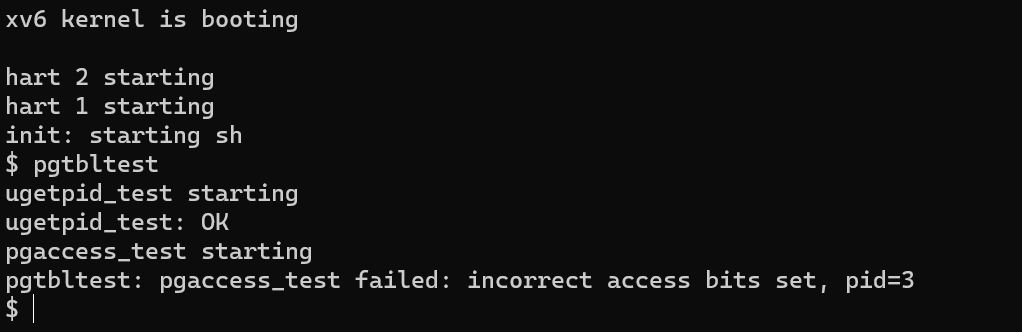 xv6 kernel is booting
hart 2 starting
hart 1 starting
init: starting sh
$ pgtbltest
ugetpid_test starting
ugetpid_test: OK
pgaccess_test starting
pgtbltest: pgaccess_test failed: incorrect access bits set, pid=3
$